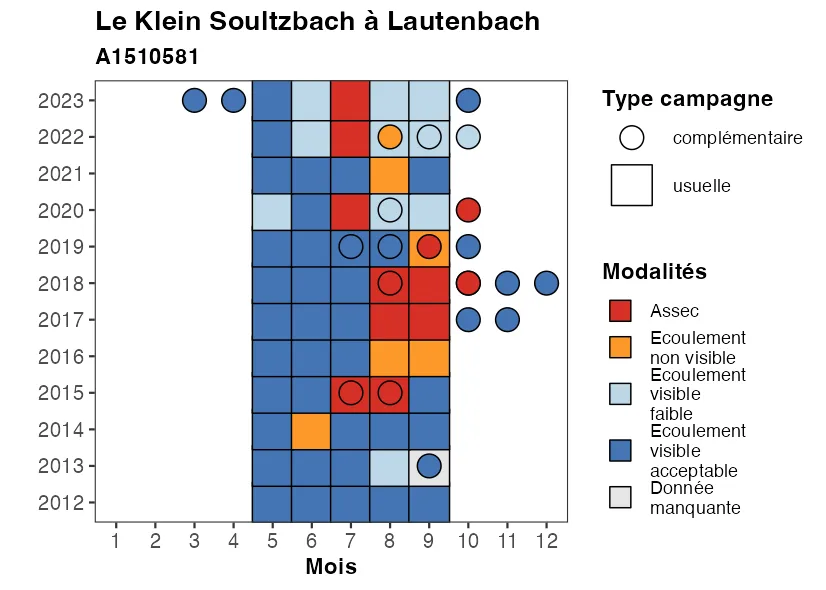 Le Klein Soultzbach à Lautenbach
A1510581
2023
2022
2021
2020
2019
2018
2017
2016
2015
2014
2013
2012
1 2 3 4 5 6 7 8 9 10 11 12
Mois
Type campagne
complémentaire
usuelle
Modalités
Assec
Ecoulement
non visible
Ecoulement
visible
faible
Ecoulement
visible
acceptable
Donnée
manquante